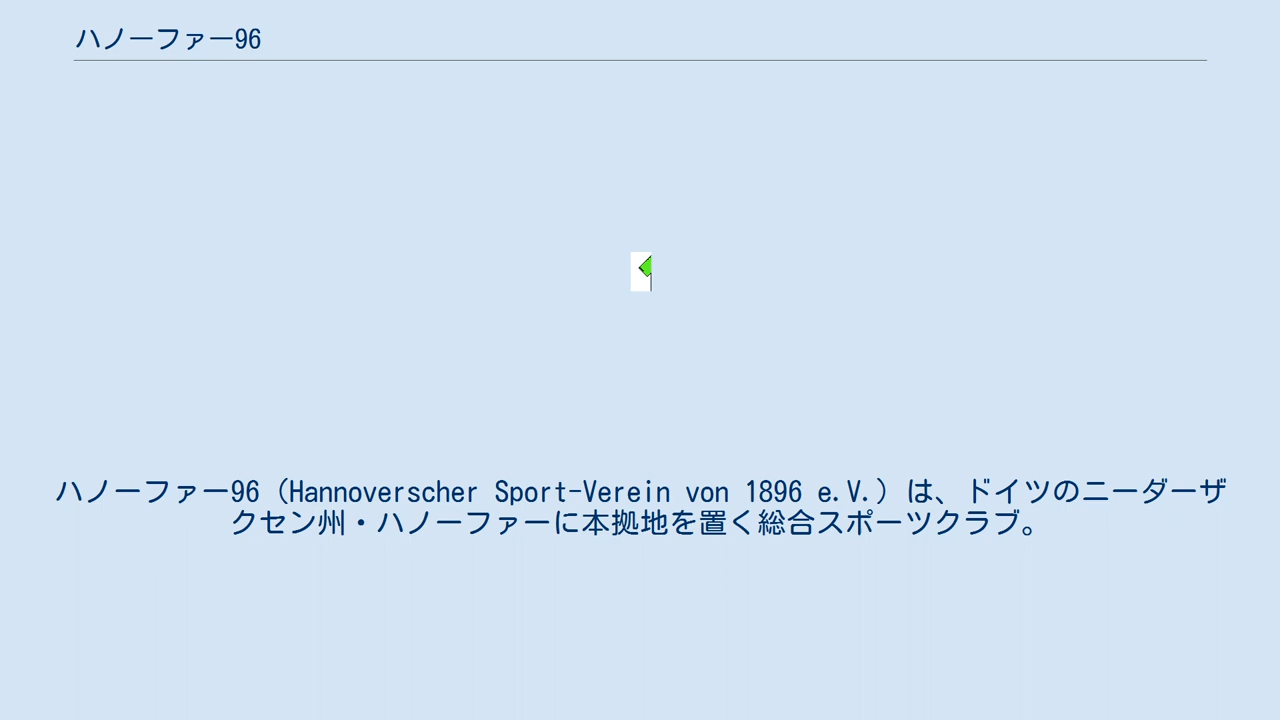 ハノーファー96
ハノーファー96（Hannoverscher Sport-Verein von 1896 e.V.）は、ドイツのニーダーザ
クセン州・ハノーファーに本拠地を置く総合スポーツクラブ。